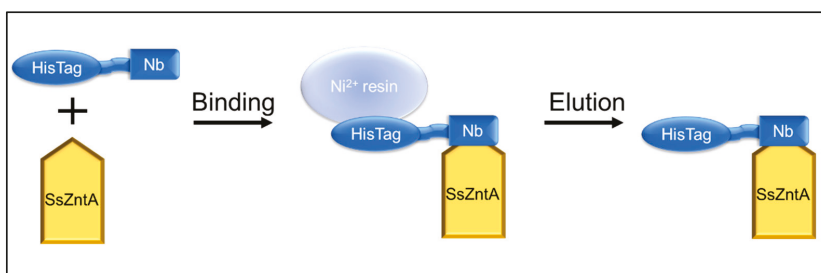 HisTag
Nb
+
SsZntA
Binding
Ni²⁺ resin
HisTag
Nb
SsZntA
Elution
HisTag
Nb
SsZntA